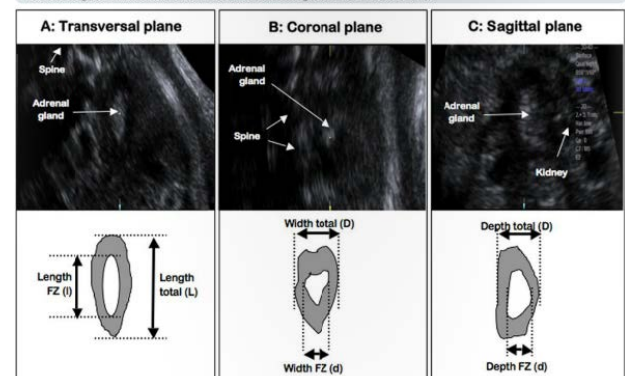 A: Transversal plane
B: Coronal plane
C: Sagittal plane
Spine
Adrenal
gland
Adrenal
gland
Spine
Adrenal
gland
Kidney
Length
FZ (l)
Length
total (L)
Width total (D)
Width FZ (d)
Depth total (D)
Depth FZ (d)